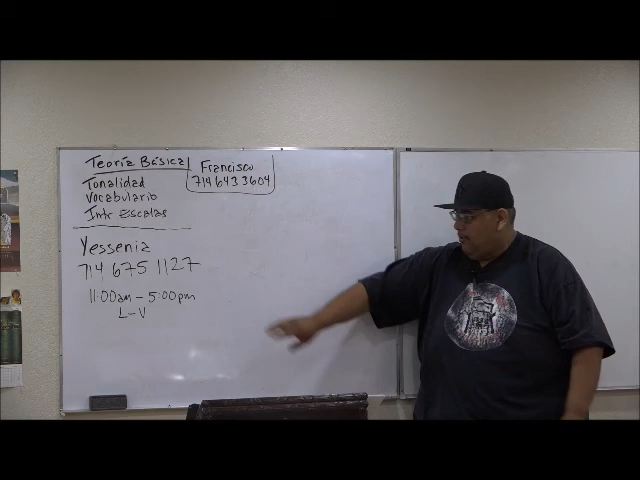 Teoría Básica
Tonalidad
Vocabulario
Intr Escalas
Francisco
714 643 3604
Yessenia
714 675 1127
11:00am - 5:00pm
L-V